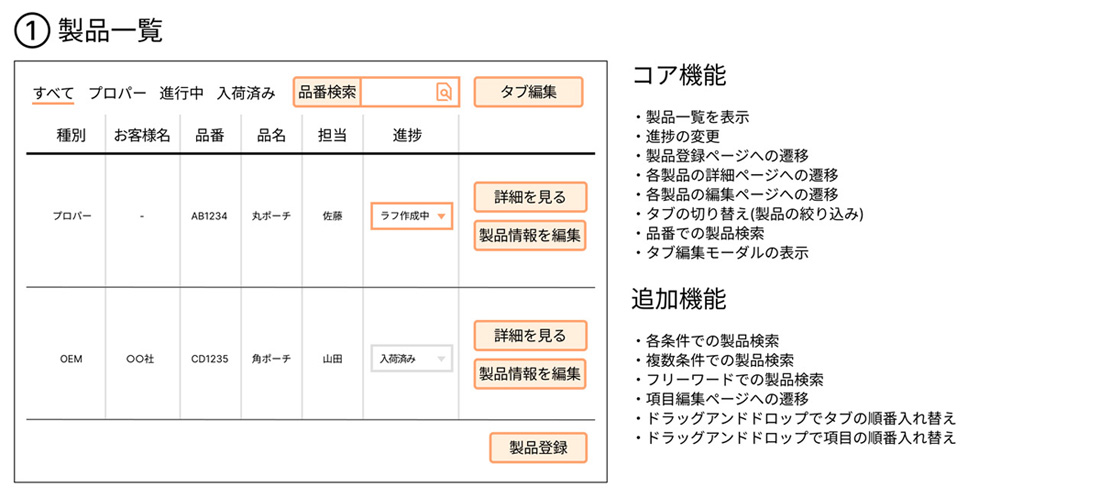 ① 製品一覧
すべて プロパー 進行中 入荷済み 品番検索 タブ編集
種別 お客様名 品番 品名 担当 進捗
プロパー - AB1234 丸ポーチ 佐藤 ラフ作成中
詳細を見る
製品情報を編集
OEM 〇〇社 CD1235 角ポーチ 山田 入荷済み
詳細を見る
製品情報を編集
製品登録
コア機能
・製品一覧を表示
・進捗の変更
・製品登録ページへの遷移
・各製品の詳細ページへの遷移
・各製品の編集ページへの遷移
・タブの切り替え(製品の絞り込み)
・品番での製品検索
・タブ編集モーダルの表示
追加機能
・各条件での製品検索
・複数条件での製品検索
・フリーワードでの製品検索
・項目編集ページへの遷移
・ドラッグアンドドロップでタブの順番入れ替え
・ドラッグアンドドロップで項目の順番入れ替え